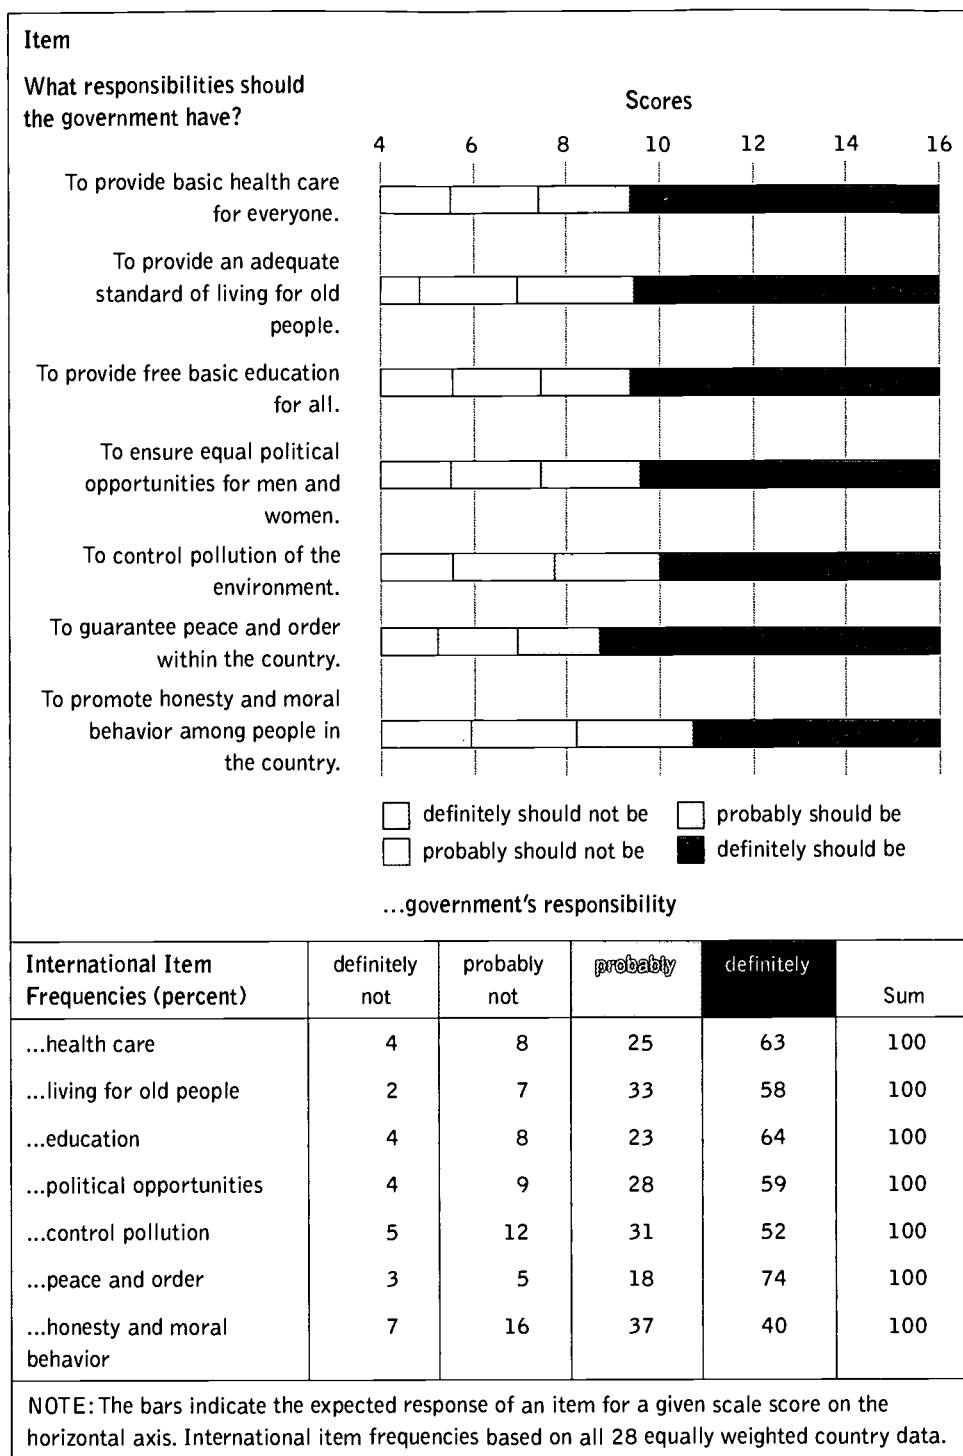 Item
What responsibilities should
the government have?
Scores
4 6 8 10 12 14 16
To provide basic health care
for everyone.
To provide an adequate
standard of living for old
people.
To provide free basic education
for all.
To ensure equal political
opportunities for men and
women.
To control pollution of the
environment.
To guarantee peace and order
within the country.
To promote honesty and moral
behavior among people in
the country.
4 6 8 10 12 14 16
definitely should not be probably should be
probably should not be definitely should be
...government's responsibility
International Item definitely probably probably definitely
Frequencies (percent) not not Sum
...health care 4 8 25 63 100
...living for old people 2 7 33 58 100
...education 4 8 23 64 100
...political opportunities 4 9 28 59 100
...control pollution 5 12 31 52 100
...peace and order 3 5 18 74 100
...honesty and moral 7 16 37 40 100
behavior
NOTE: The bars indicate the expected response of an item for a given scale score on the
horizontal axis. International item frequencies based on all 28 equally weighted country data.